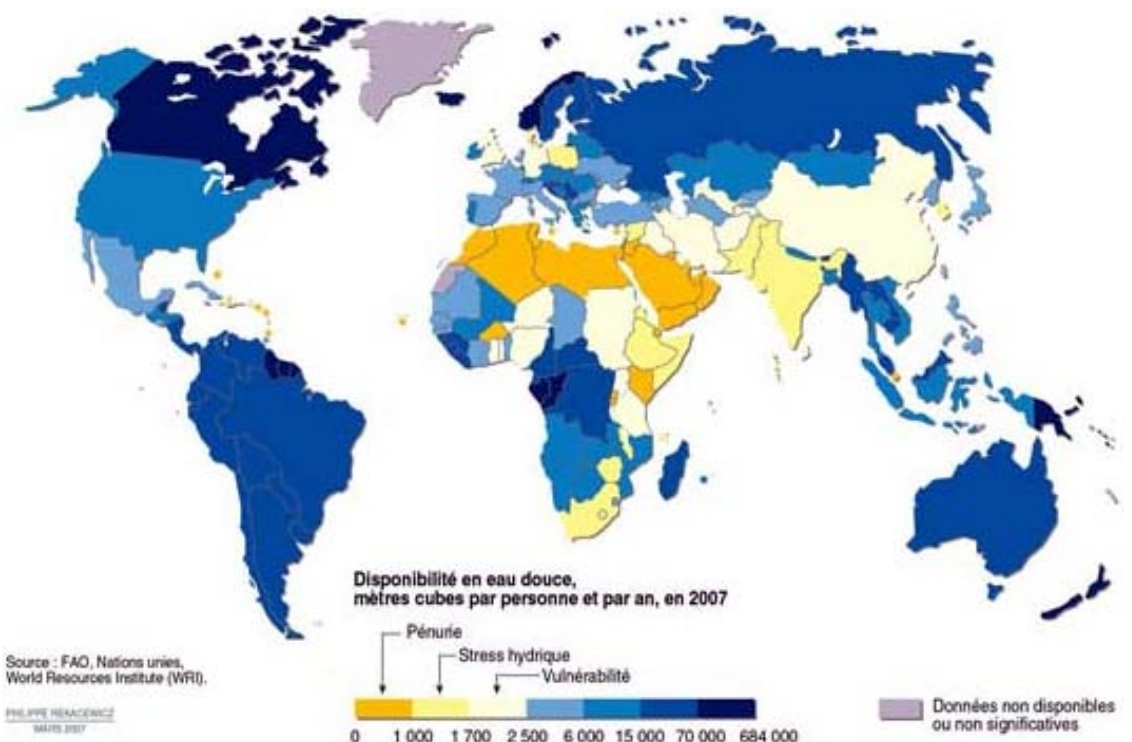 Disponibilité en eau douce,
mètres cubes par personne et par an, en 2007
Pénurie
Stress hydrique
Vulnérabilité
0 1 000 1 700 2 500 6 000 15 000 70 000 684 000
Données non disponibles
ou non significatives
Source : FAO, Nations unies,
World Resources Institute (WRI).
PHILIPPE REKACEWICZ
MARS 2007